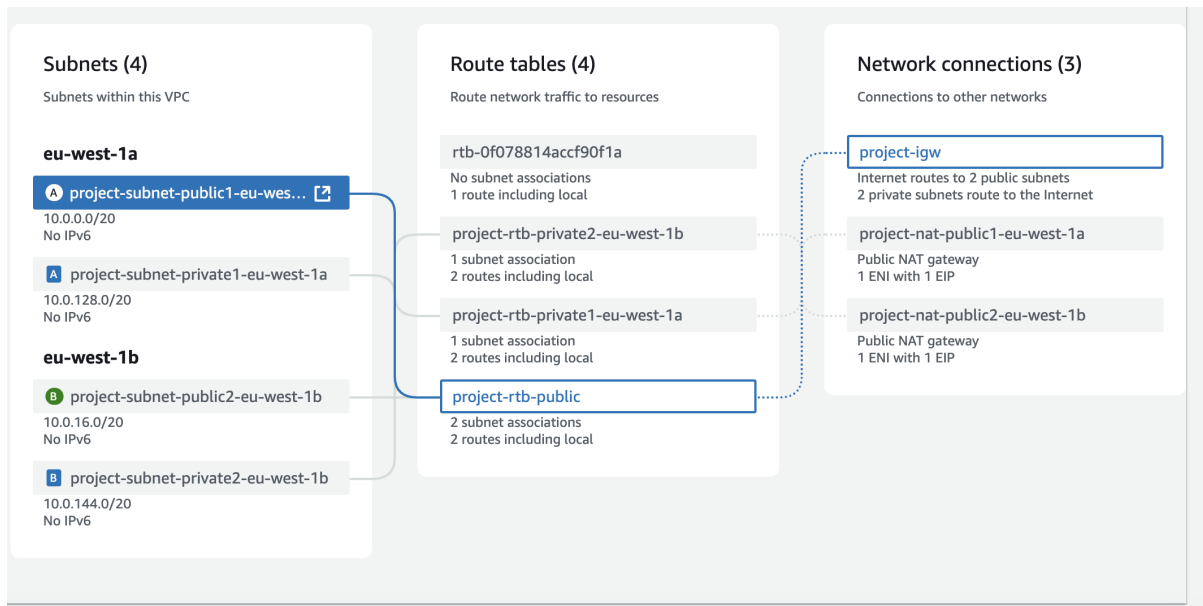 Subnets (4)
Subnets within this VPC
eu-west-1a
A project-subnet-public1-eu-wes...
10.0.0.0/20
No IPv6
A project-subnet-private1-eu-west-1a
10.0.128.0/20
No IPv6
eu-west-1b
B project-subnet-public2-eu-west-1b
10.0.16.0/20
No IPv6
B project-subnet-private2-eu-west-1b
10.0.144.0/20
No IPv6
Route tables (4)
Route network traffic to resources
rtb-0f078814accf90f1a
No subnet associations
1 route including local
project-rtb-private2-eu-west-1b
1 subnet association
2 routes including local
project-rtb-private1-eu-west-1a
1 subnet association
2 routes including local
project-rtb-public
2 subnet associations
2 routes including local
Network connections (3)
Connections to other networks
project-igw
Internet routes to 2 public subnets
2 private subnets route to the Internet
project-nat-public1-eu-west-1a
Public NAT gateway
1 ENI with 1 EIP
project-nat-public2-eu-west-1b
Public NAT gateway
1 ENI with 1 EIP